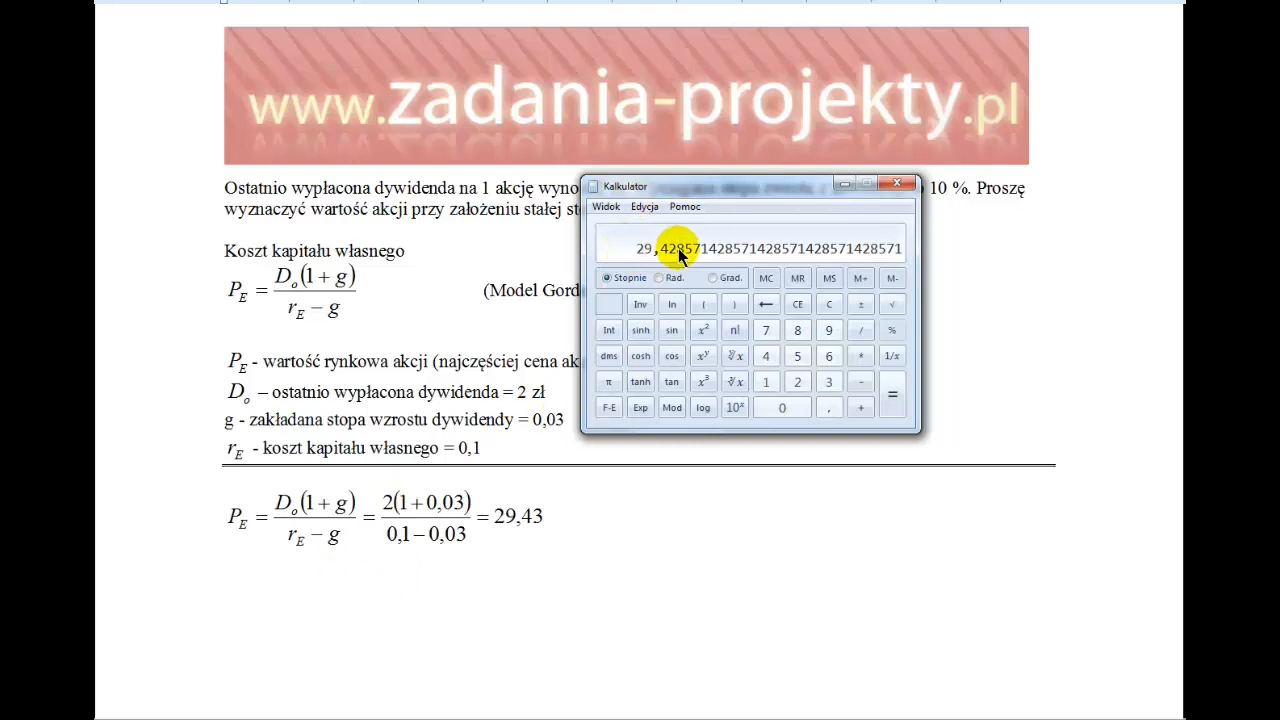 www.zadania-projekty.pl
Ostatnio wypłacona dywidenda na 1 akcję wyno 10 %. Proszę
wyznaczyć wartość akcji przy założeniu stałej st
Koszt kapitału własnego
P_E = D_o(1 + g) / r_E − g (Model Gord
P_E - wartość rynkowa akcji (najczęściej cena ak
D_o – ostatnio wypłacona dywidenda = 2 zł
g - zakładana stopa wzrostu dywidendy = 0,03
r_E - koszt kapitału własnego = 0,1
P_E = D_o(1 + g) / r_E − g = 2(1 + 0,03) / 0,1 − 0,03 = 29,43
Kalkulator
Widok Edycja Pomoc
29,428571428571428571428571428571
Stopnie Rad. Grad. MC MR MS M+ M-
Inv ln ( ) ← CE C ± √
Int sinh sin x² n! 7 8 9 / %
dms cosh cos xʸ ʸ√x 4 5 6 * 1/x
π tanh tan x³ ³√x 1 2 3 - =
F-E Exp Mod log 10ˣ 0 , +